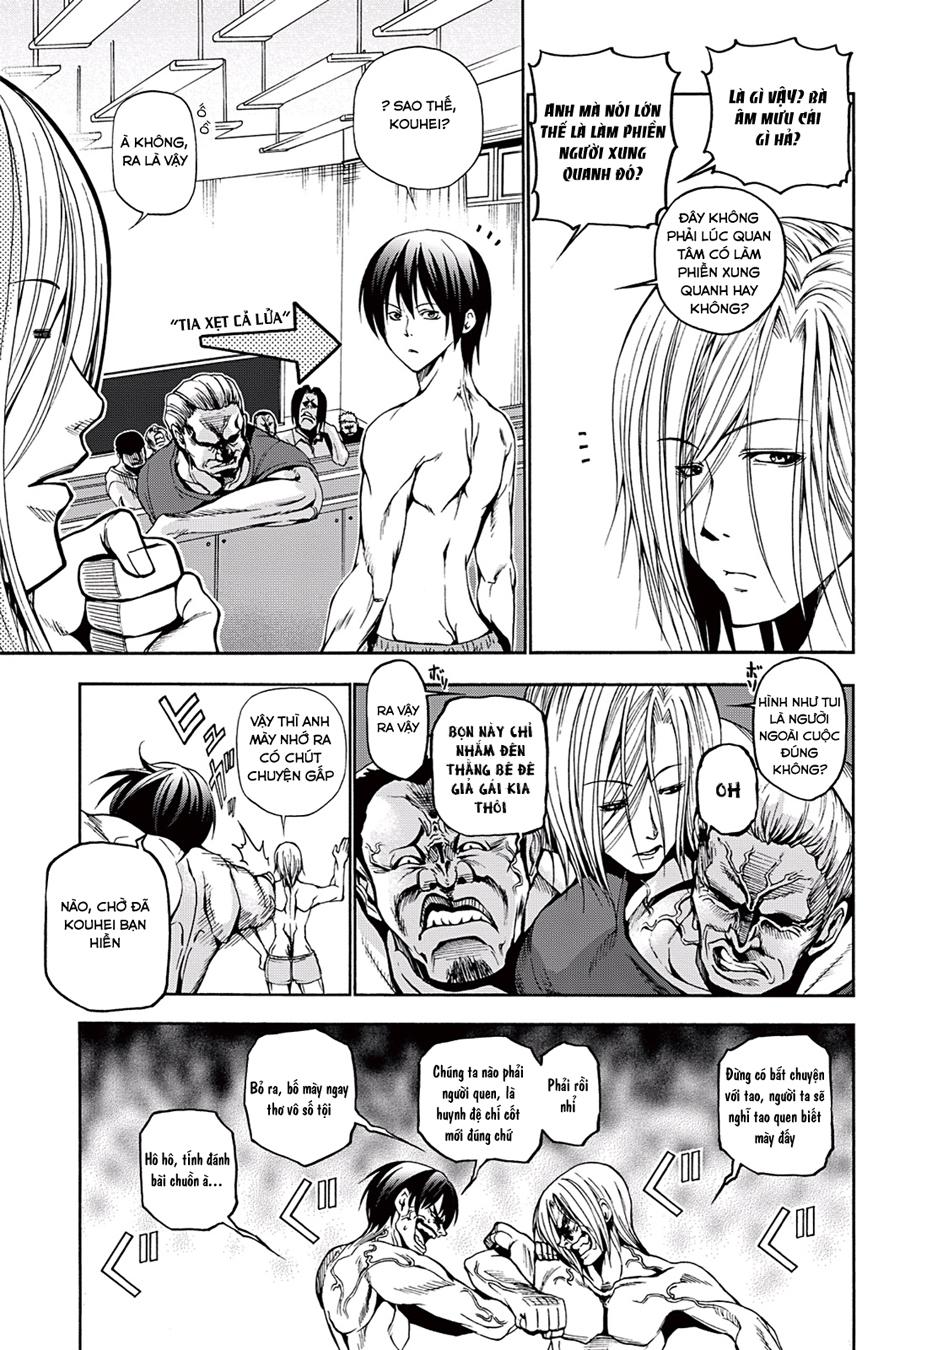 LÀ GÌ VẬY? BÀ
ÂM MƯU CÁI
GÌ HẢ?
ANH MÀ NÓI LỚN
THẾ LÀ LÀM PHIỀN
NGƯỜI XUNG
QUANH ĐÓ?
ĐÂY KHÔNG
PHẢI LÚC QUAN
TÂM CÓ LÀM
PHIỀN XUNG
QUANH HAY
KHÔNG?
? SAO THẾ,
KOUHEI?
Ố
Ồ
À KHÔNG,
RA LÀ VẬY
"TIA XẸT CẢ LỬA"
HÌNH NHƯ TUI
LÀ NGƯỜI
NGOÀI CUỘC
ĐÚNG
KHÔNG?
ボソ
OH
BỌN NÀY CHỈ
NHẮM ĐẾN
THẰNG BÊ ĐÊ
GIẢ GÁI KIA
THÔI
ボソ
RA VẬY
RA VẬY
VẬY THÌ ANH
MÀY NHỚ RA
CÓ CHÚT
CHUYỆN GẤP
NÀO, CHỜ ĐÃ
KOUHEI BẠN
HIỀN
Đừng có bắt chuyện
với tao, người ta sẽ
nghĩ tao quen biết
mày đấy
Phải rồi
nhỉ
Chúng ta nào phải
người quen, là
huynh đệ chí cốt
mới đúng chứ
Bỏ ra, bố mày ngay
thơ vô số tội
Hô hô, tính đánh
bài chuồn à...